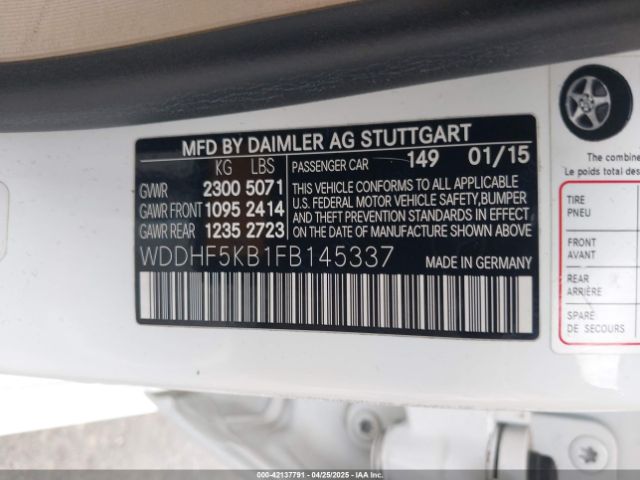 MFD BY DAIMLER AG STUTTGART
KG LBS
GVWR 2300 5071
GAWR FRONT 1095 2414
GAWR REAR 1235 2723
PASSENGER CAR 149 01/15
THIS VEHICLE CONFORMS TO ALL APPLICABLE
U.S. FEDERAL MOTOR VEHICLE SAFETY,BUMPER
AND THEFT PREVENTION STANDARDS IN EFFECT
ON THE DATE OF MANUFACTURE SHOWN ABOVE
WDDHF5KB1FB145337 MADE IN GERMANY
The combine
Le poids total des
TIRE
PNEU
FRONT
AVANT
REAR
ARRIÈRE
SPARE
DE SECOURS
000-42137791 - 04/25/2025 - IAAI.COM